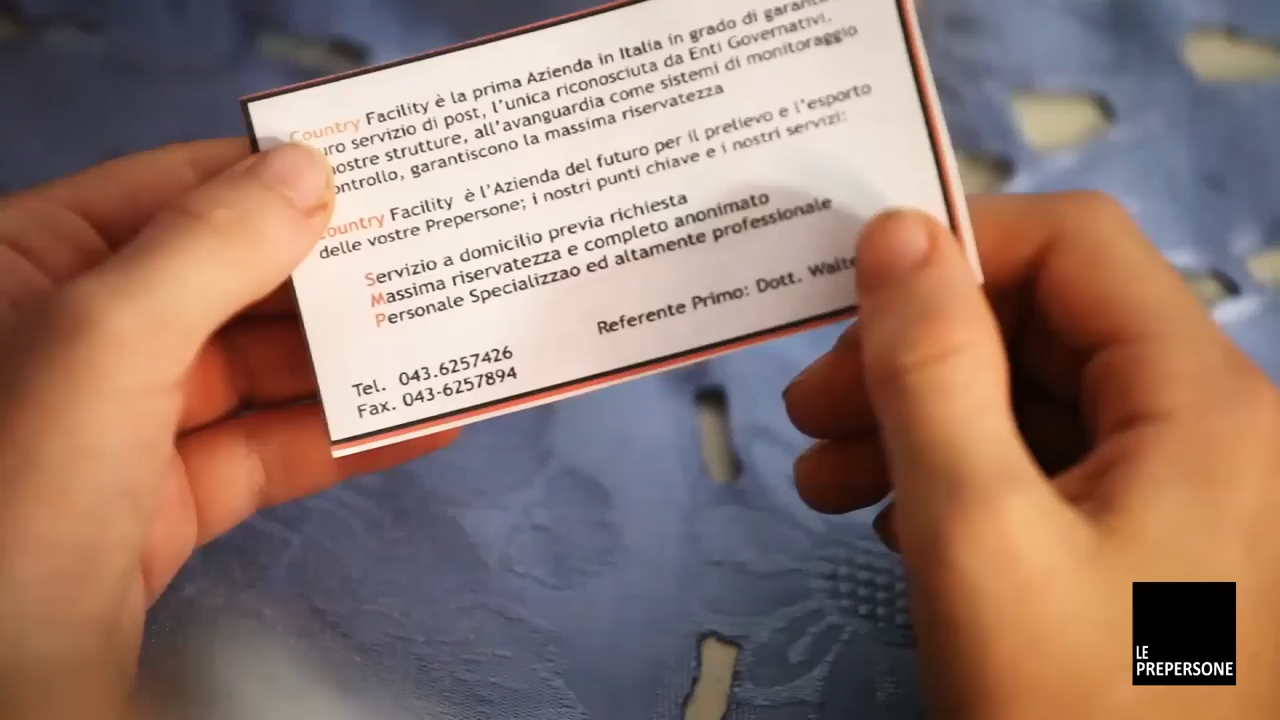 Country Facility è la prima Azienda in Italia in grado di
uro servizio di post, l'unica riconosciuta da Enti Governativi.
nostre strutture, all'avanguardia come sistemi di monitoraggio
ontrollo, garantiscono la massima riservatezza
Country Facility è l'Azienda del futuro per il prelievo e l'esporto
delle vostre Prepersone; i nostri punti chiave e i nostri servizi:
Servizio a domicilio previa richiesta
Massima riservatezza e completo anonimato
Personale Specializzao ed altamente professionale
Referente Primo: Dott. Walte
Tel. 043.6257426
Fax. 043-6257894
LE
PREPERSONE